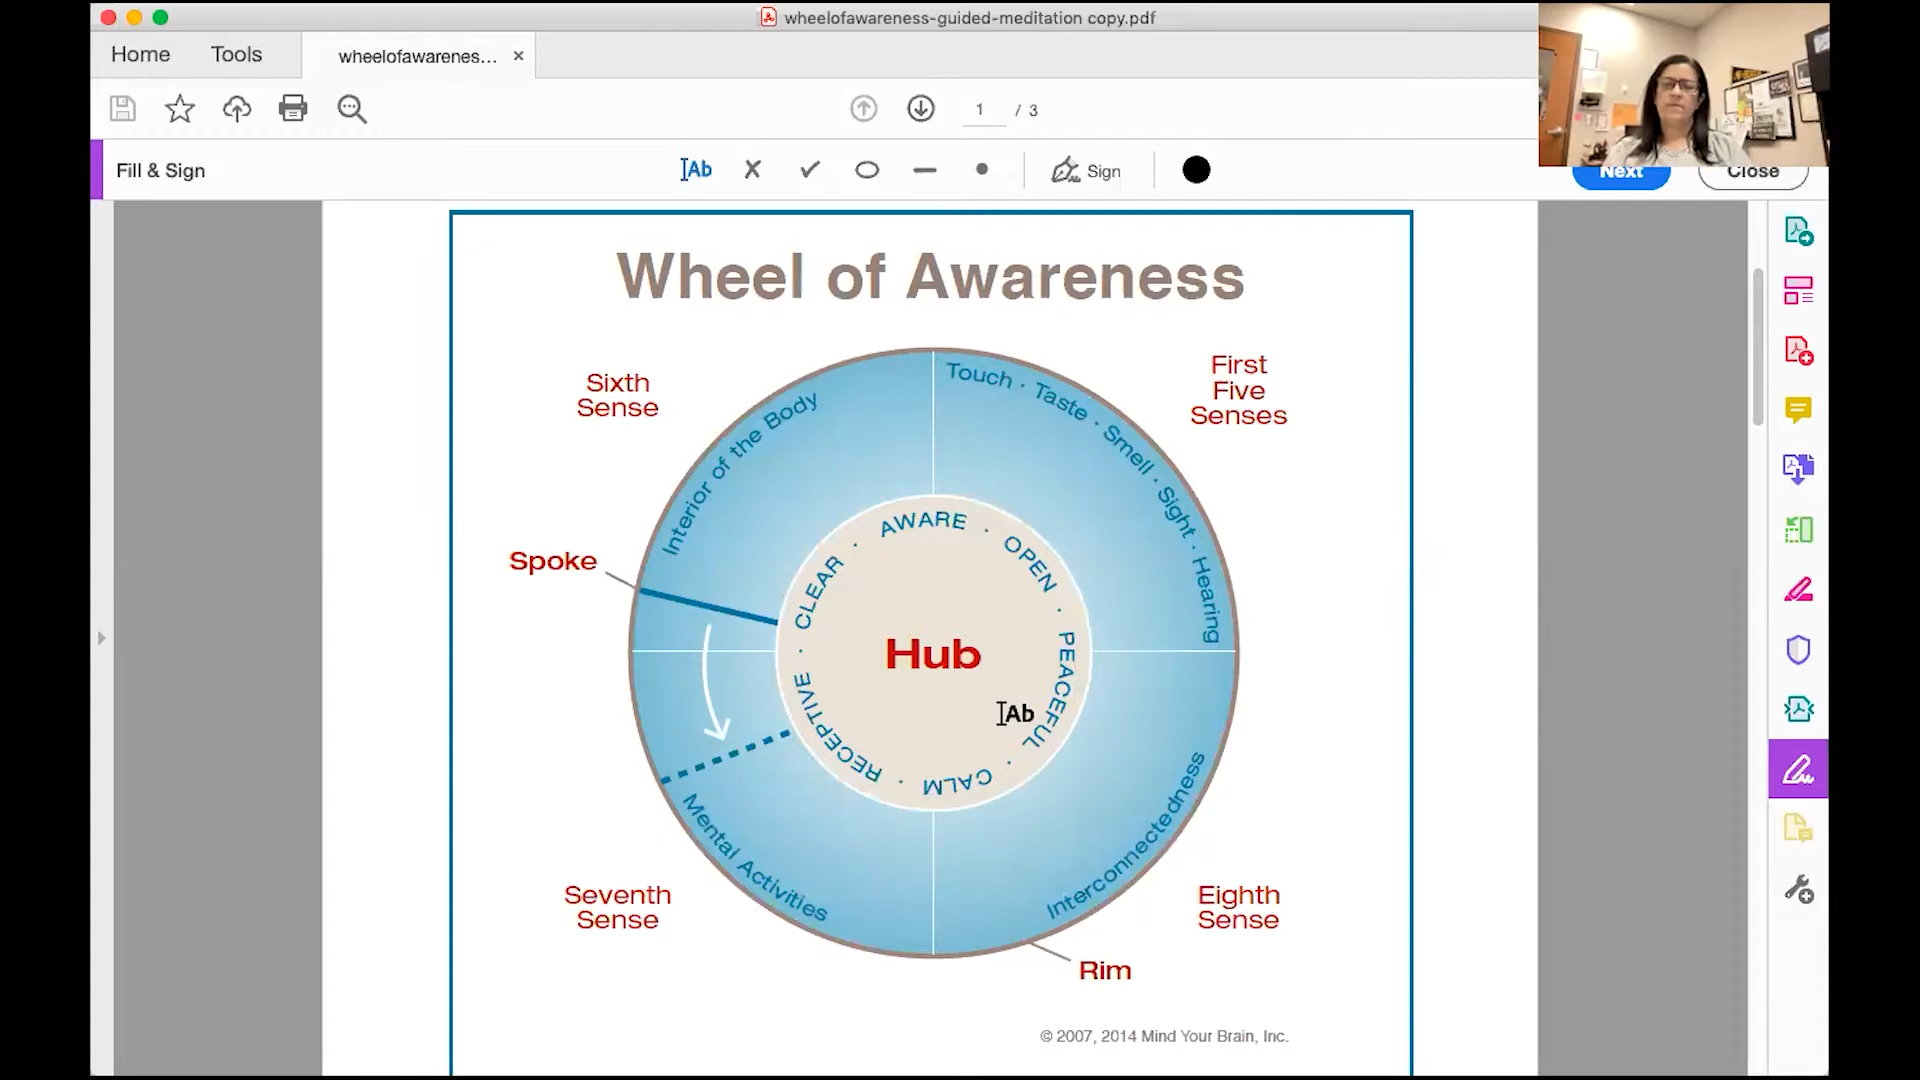 wheelofawareness-guided-meditation copy.pdf
Home
Tools
wheelofawarenes...
1 / 3
Fill & Sign
Ab
Sign
Next
Close
Wheel of Awareness
Sixth
Sense
First
Five
Senses
Interior of the Body
Touch · Taste · Smell · Sight · Hearing
Spoke
AWARE · OPEN · PEACEFUL · CALM · RECEPTIVE · CLEAR ·
Hub
Ab
Mental Activities
Interconnectedness
Seventh
Sense
Eighth
Sense
Rim
© 2007, 2014 Mind Your Brain, Inc.